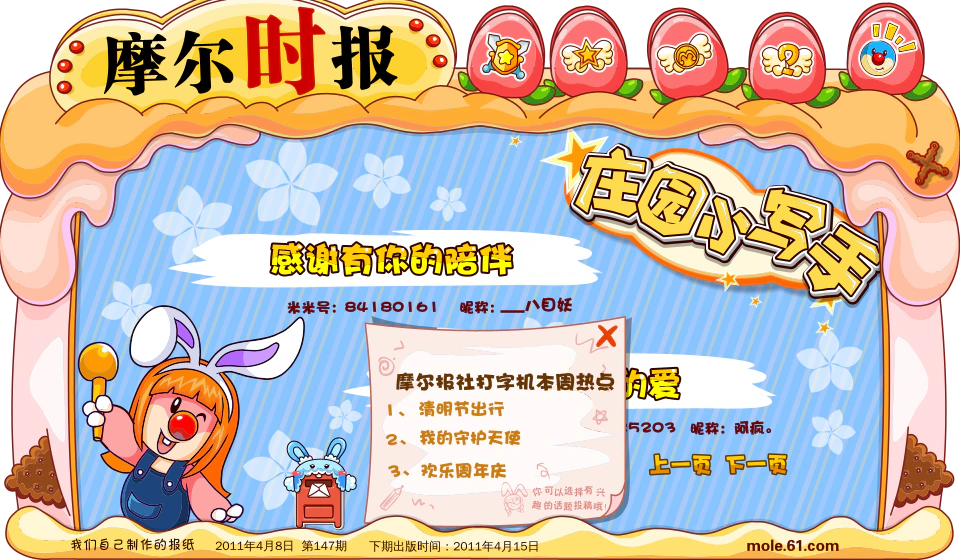 摩尔时报
庄园小写手
感谢有你的陪伴
米米号：84180161 昵称：___八目妖
的爱
5203 昵称：阿疯。
摩尔报社打字机本周热点
1、清明节出行
2、我的守护天使
3、欢乐周年庆
你可以选择有兴
趣的话题投稿哦!
上一页 下一页
我们自己制作的报纸 2011年4月8日 第147期 下期出版时间：2011年4月15日 mole.61.com